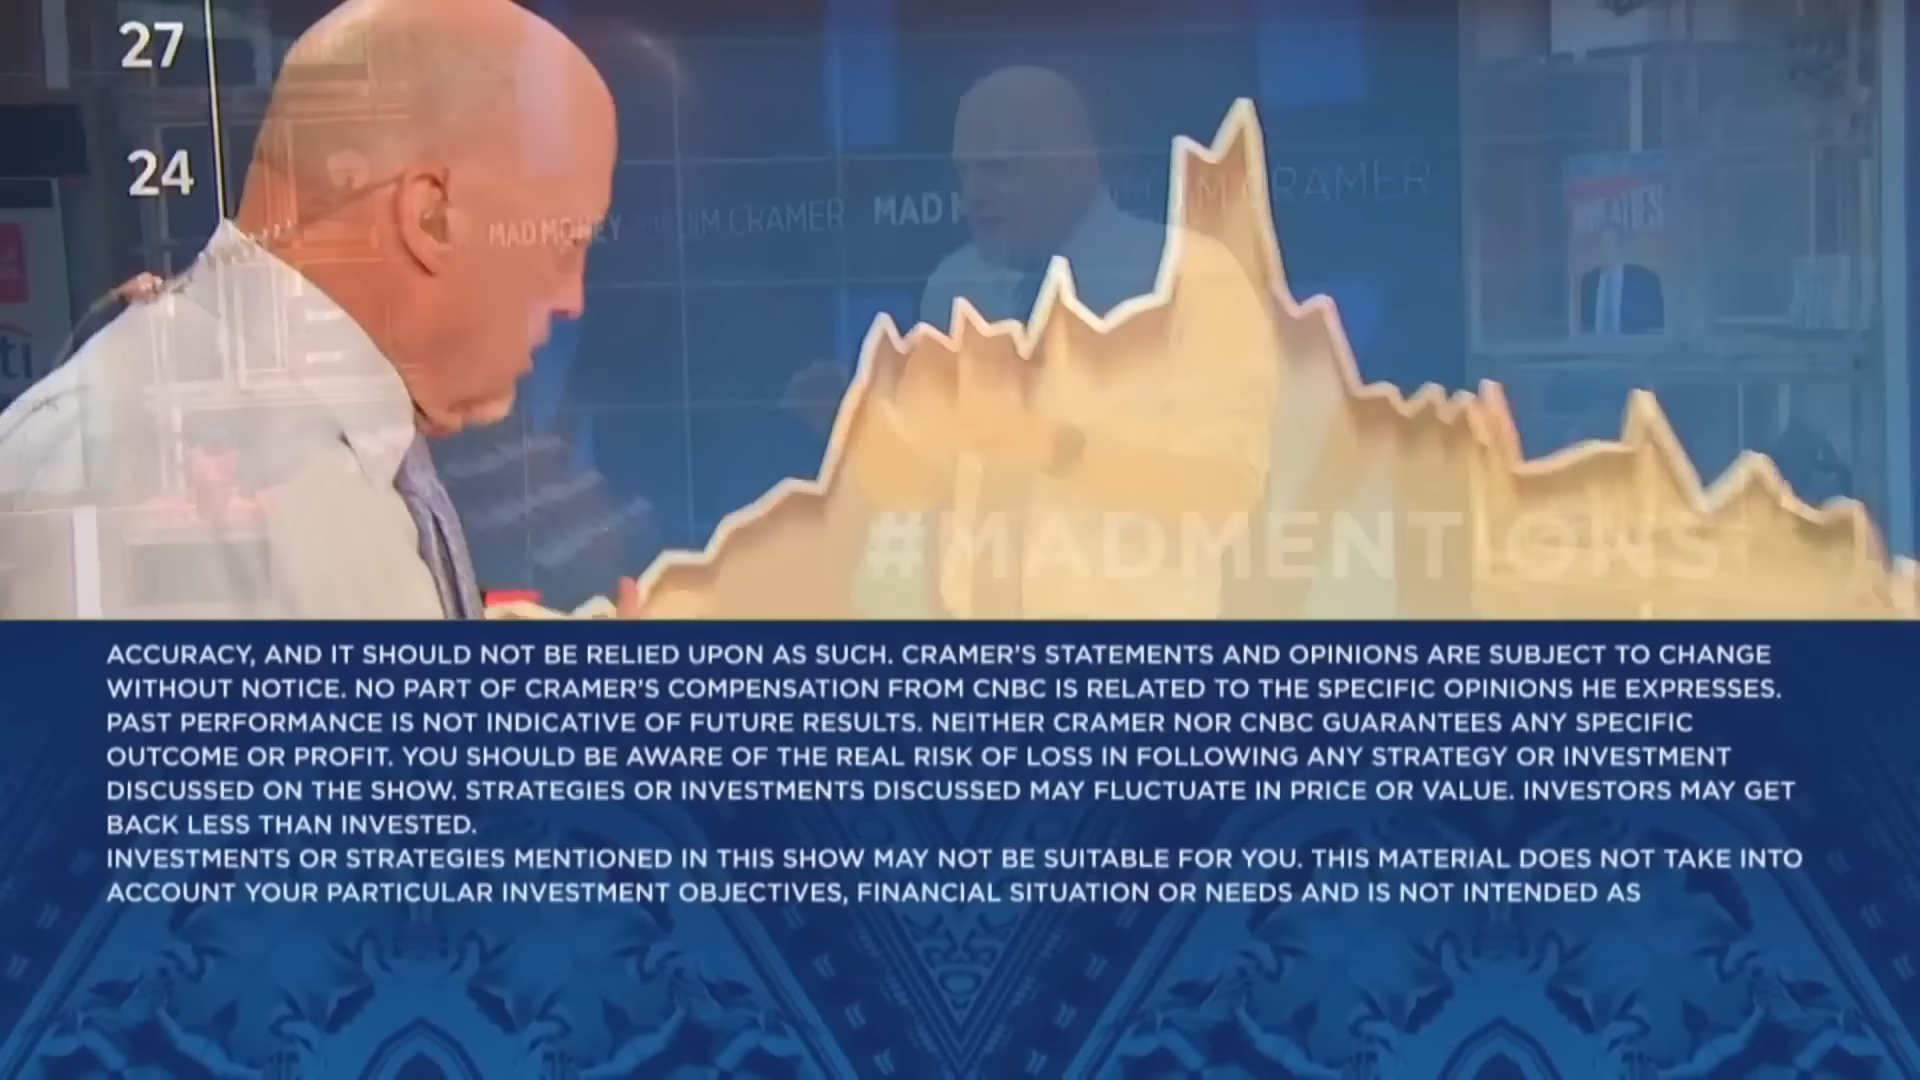 27
24
MAD MONEY JIM CRAMER
MAD M
IM CRAMER
#MADMENTIONS
ACCURACY, AND IT SHOULD NOT BE RELIED UPON AS SUCH. CRAMER'S STATEMENTS AND OPINIONS ARE SUBJECT TO CHANGE
WITHOUT NOTICE. NO PART OF CRAMER'S COMPENSATION FROM CNBC IS RELATED TO THE SPECIFIC OPINIONS HE EXPRESSES.
PAST PERFORMANCE IS NOT INDICATIVE OF FUTURE RESULTS. NEITHER CRAMER NOR CNBC GUARANTEES ANY SPECIFIC
OUTCOME OR PROFIT. YOU SHOULD BE AWARE OF THE REAL RISK OF LOSS IN FOLLOWING ANY STRATEGY OR INVESTMENT
DISCUSSED ON THE SHOW. STRATEGIES OR INVESTMENTS DISCUSSED MAY FLUCTUATE IN PRICE OR VALUE. INVESTORS MAY GET
BACK LESS THAN INVESTED.
INVESTMENTS OR STRATEGIES MENTIONED IN THIS SHOW MAY NOT BE SUITABLE FOR YOU. THIS MATERIAL DOES NOT TAKE INTO
ACCOUNT YOUR PARTICULAR INVESTMENT OBJECTIVES, FINANCIAL SITUATION OR NEEDS AND IS NOT INTENDED AS